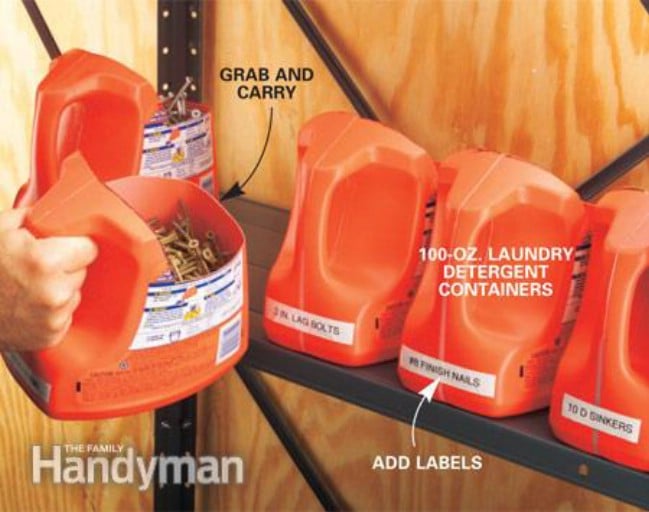 GRAB AND
CARRY
100-OZ. LAUNDRY
DETERGENT
CONTAINERS
3 IN. LAG BOLTS
#8 FINISH NAILS
10 D SINKERS
ADD LABELS
THE FAMILY
Handyman